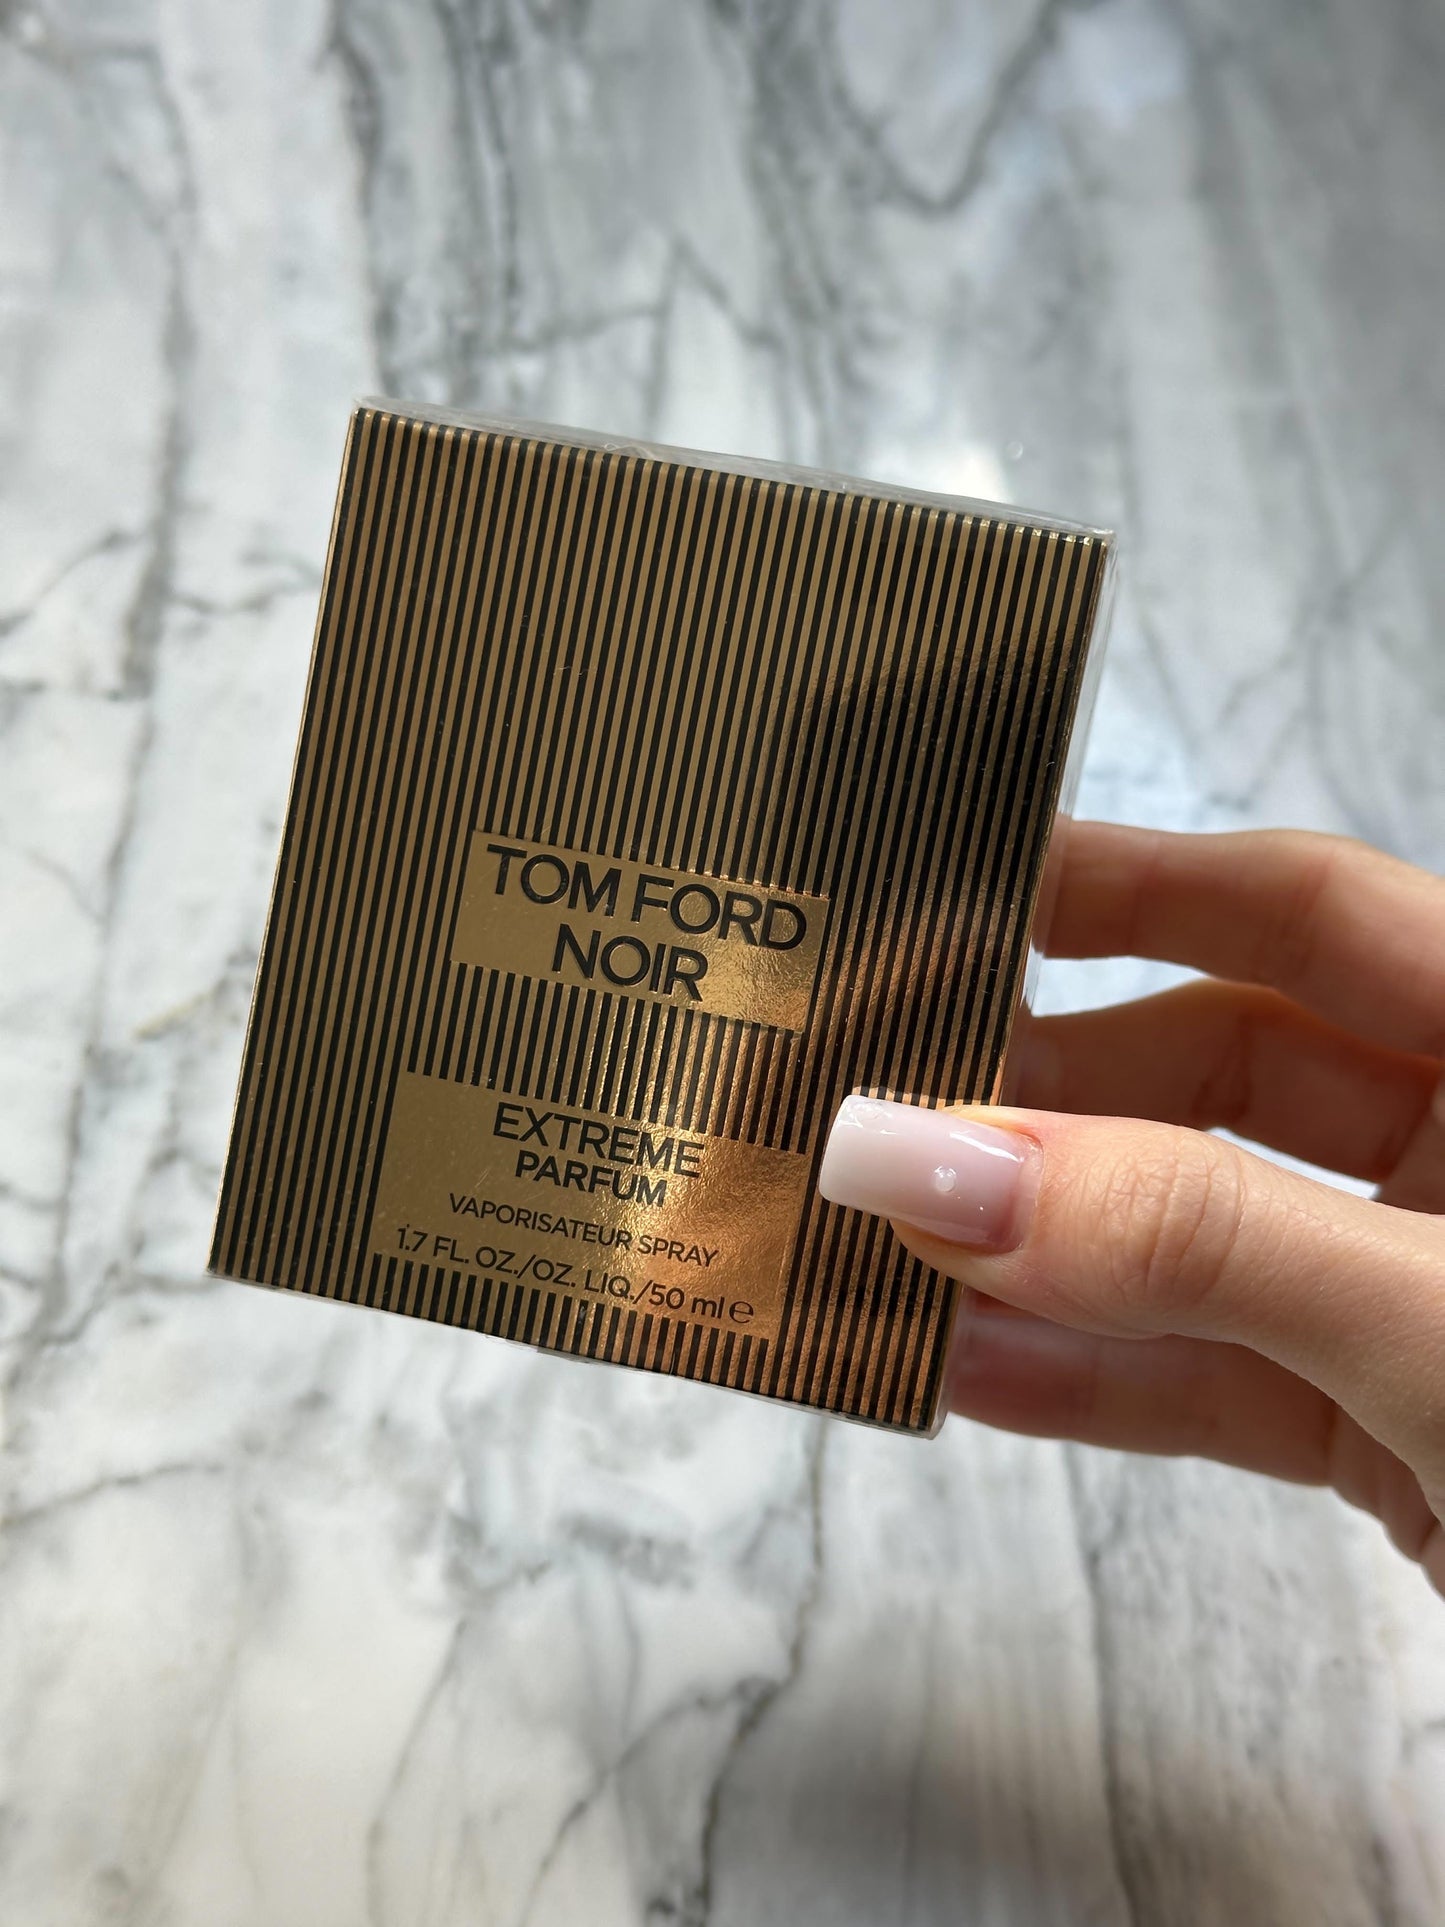 TOM FORD
NOIR
EXTREME
PARFUM
VAPORISATEUR SPRAY
1.7 FL. OZ./OZ. LIQ./50 ml ℮